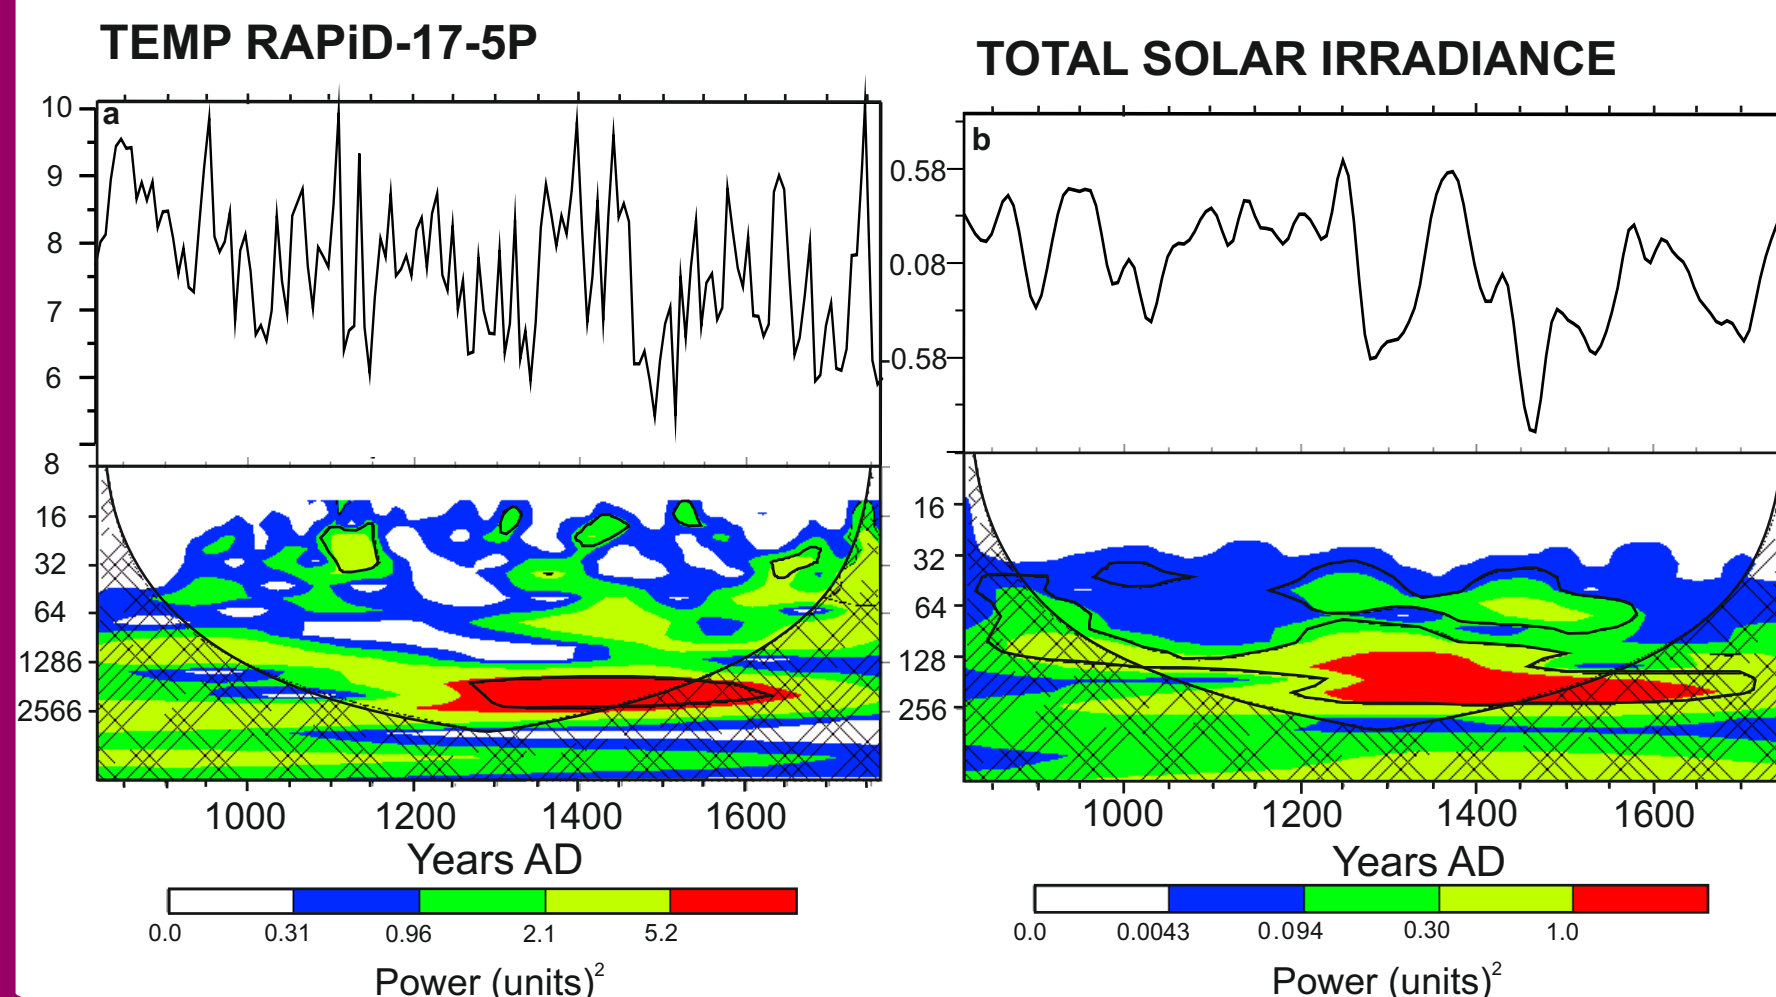 TEMP RAPiD-17-5P
a
10
9
8
7
6
8
16
32
64
1286
2566
1000 1200 1400 1600
Years AD
0.0 0.31 0.96 2.1 5.2
Power (units)2
TOTAL SOLAR IRRADIANCE
b
0.58
0.08
-0.58
16
32
64
128
256
1000 1200 1400 1600
Years AD
0.0 0.0043 0.094 0.30 1.0
Power (units)2